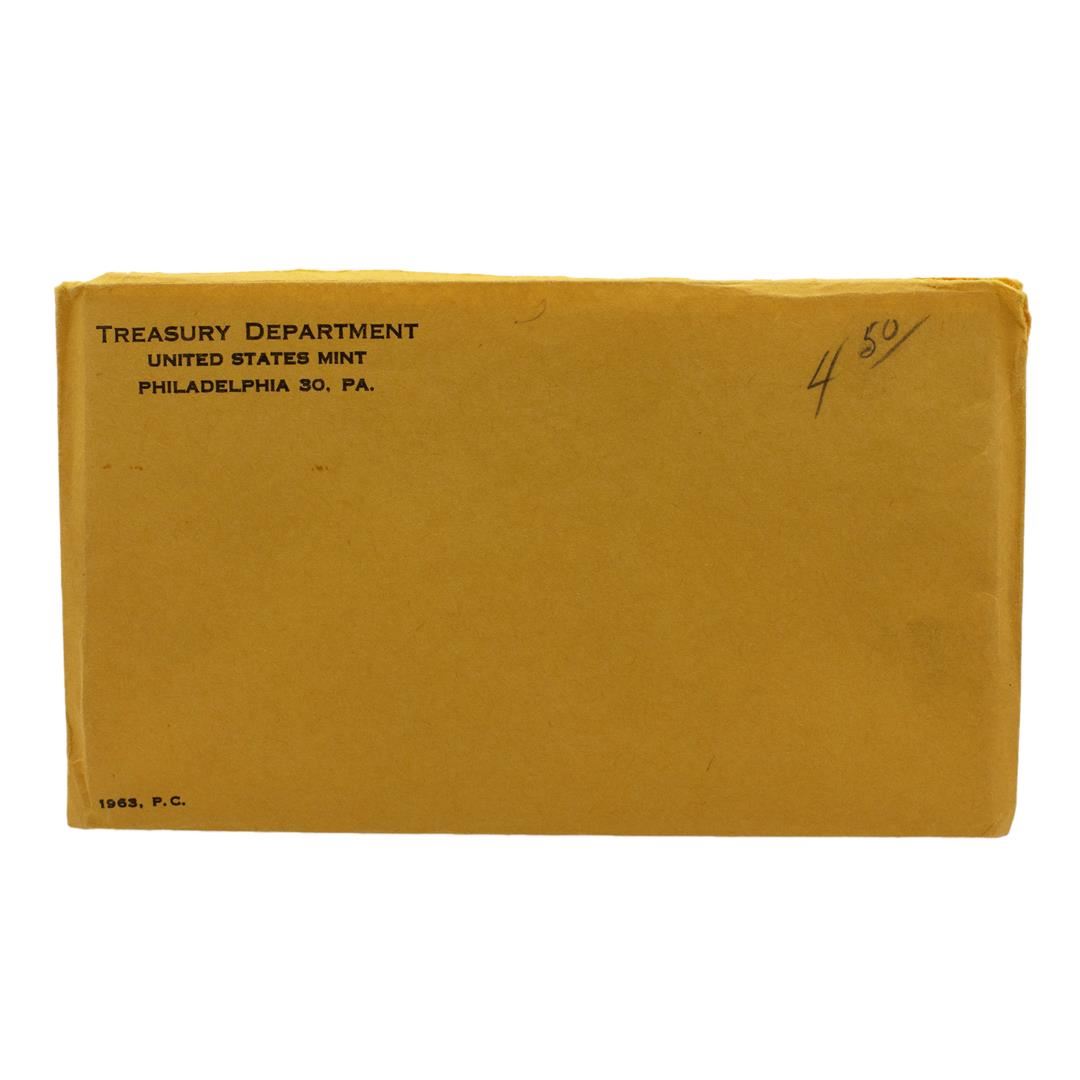 TREASURY DEPARTMENT
UNITED STATES MINT
PHILADELPHIA 30, PA.
4 50/
1963, P.C.